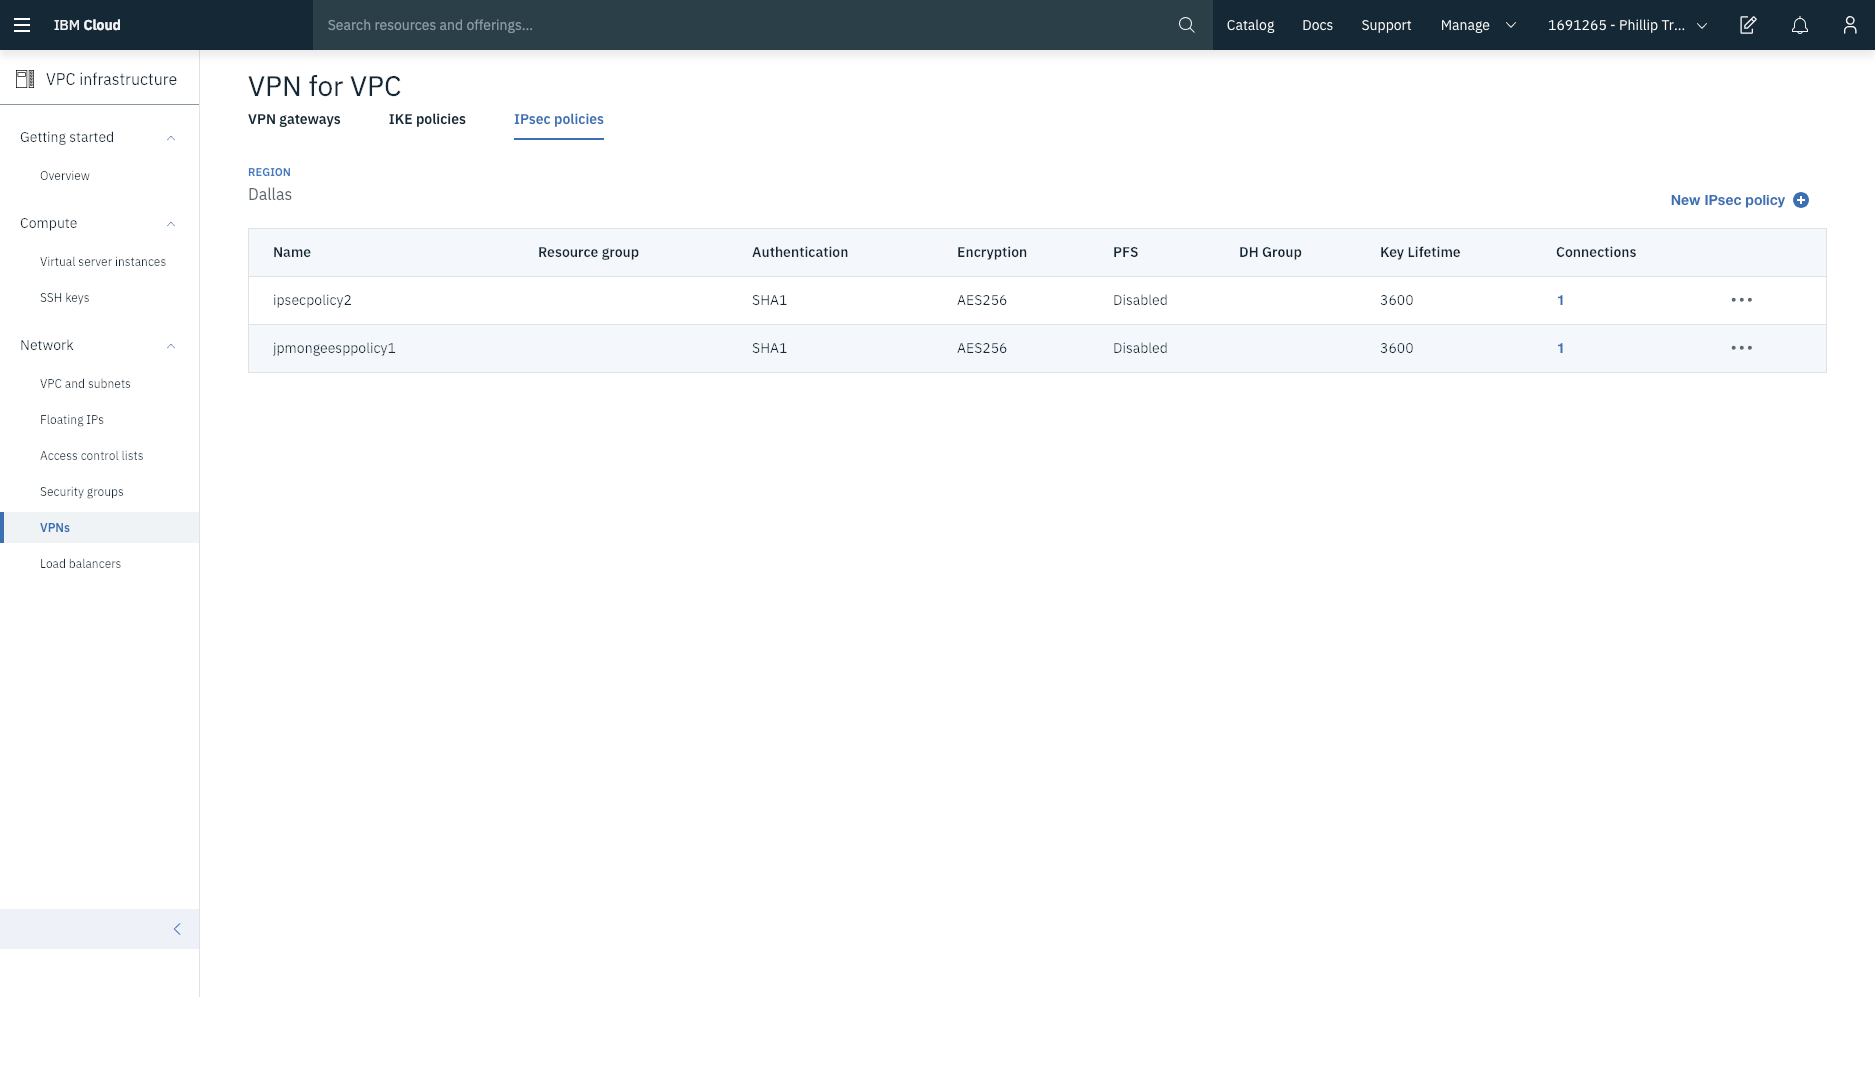 IBM Cloud
Search resources and offerings...
Catalog
Docs
Support
Manage
1691265 - Phillip Tr...
VPC infrastructure
Getting started
Overview
Compute
Virtual server instances
SSH keys
Network
VPC and subnets
Floating IPs
Access control lists
Security groups
VPNs
Load balancers
VPN for VPC
VPN gateways IKE policies IPsec policies
REGION
Dallas
New IPsec policy
Name Resource group Authentication Encryption PFS DH Group Key Lifetime Connections
ipsecpolicy2 SHA1 AES256 Disabled 3600 1
jpmongeesppolicy1 SHA1 AES256 Disabled 3600 1